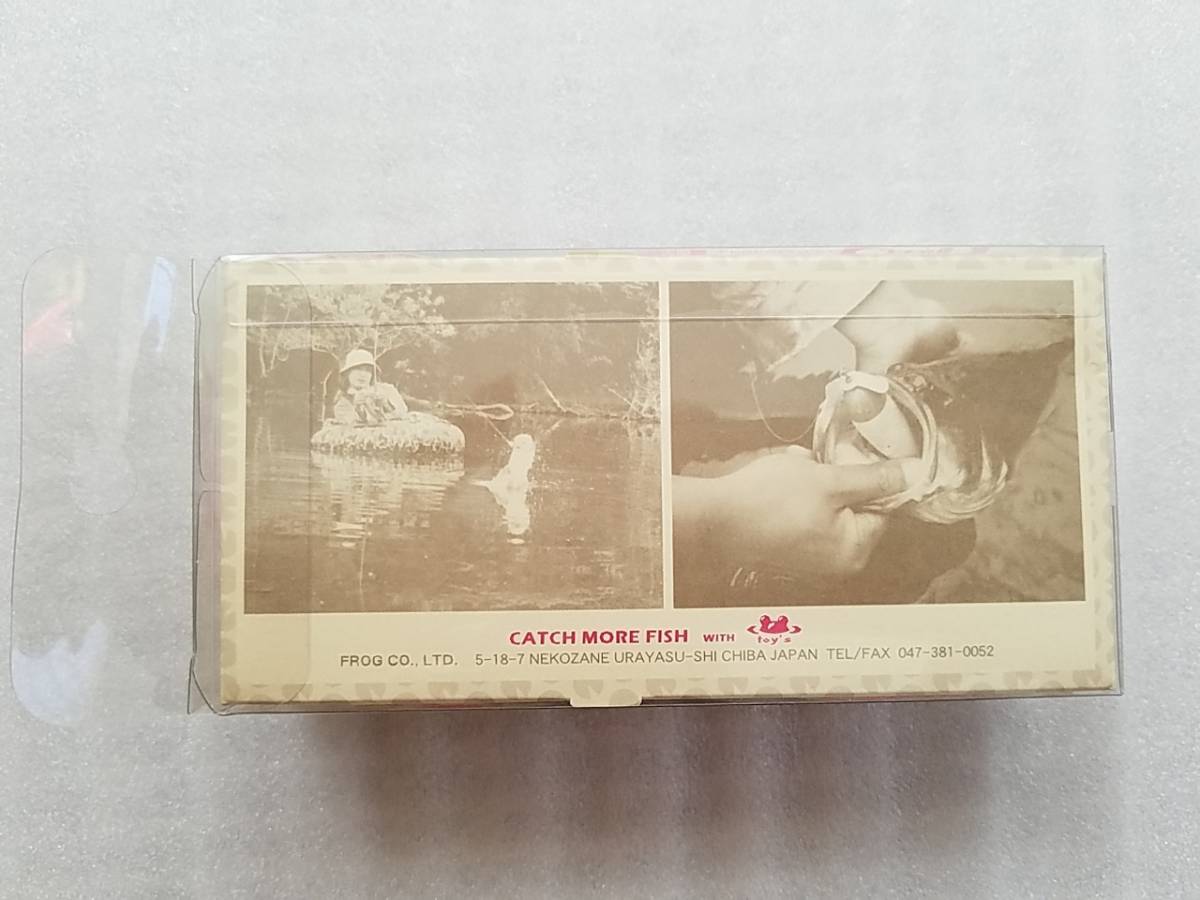 CATCH MORE FISH WITH toy's
FROG CO., LTD. 5-18-7 NEKOZANE URAYASU-SHI CHIBA JAPAN TEL/FAX 047-381-0052